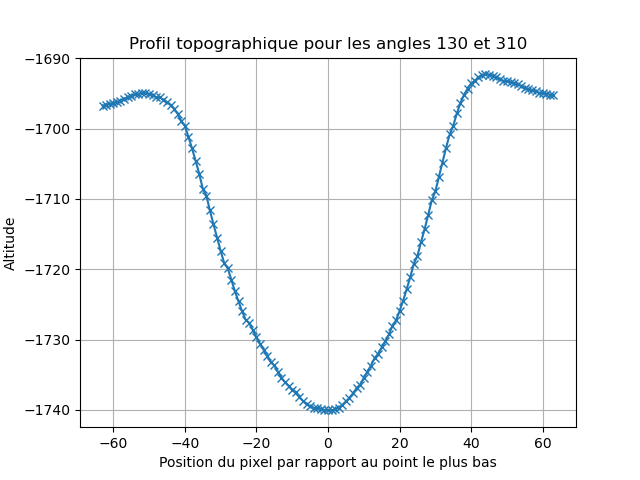 Profil topographique pour les angles 130 et 310
−1690
−1700
−1710
−1720
−1730
−1740
Altitude
−60 −40 −20 0 20 40 60
Position du pixel par rapport au point le plus bas